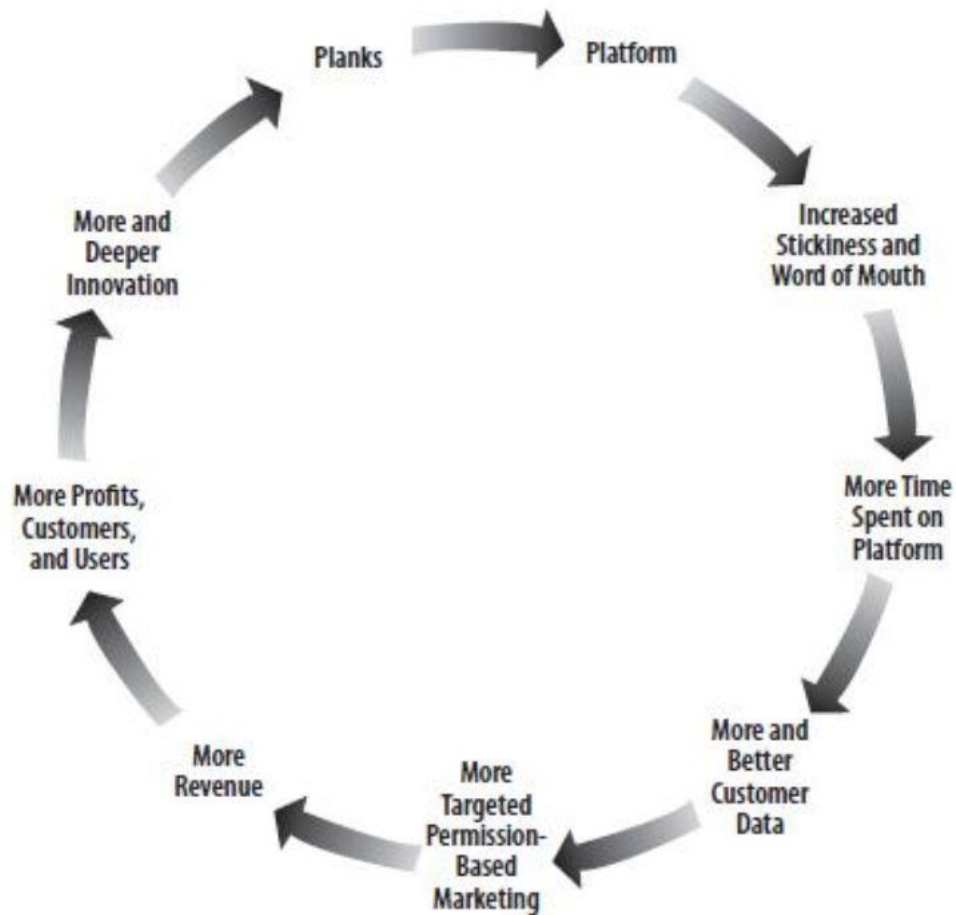 Planks
Platform
Increased
Stickiness and
Word of Mouth
More Time
Spent on
Platform
More and
Better
Customer
Data
More
Targeted
Permission-
Based
Marketing
More
Revenue
More Profits,
Customers,
and Users
More and
Deeper
Innovation